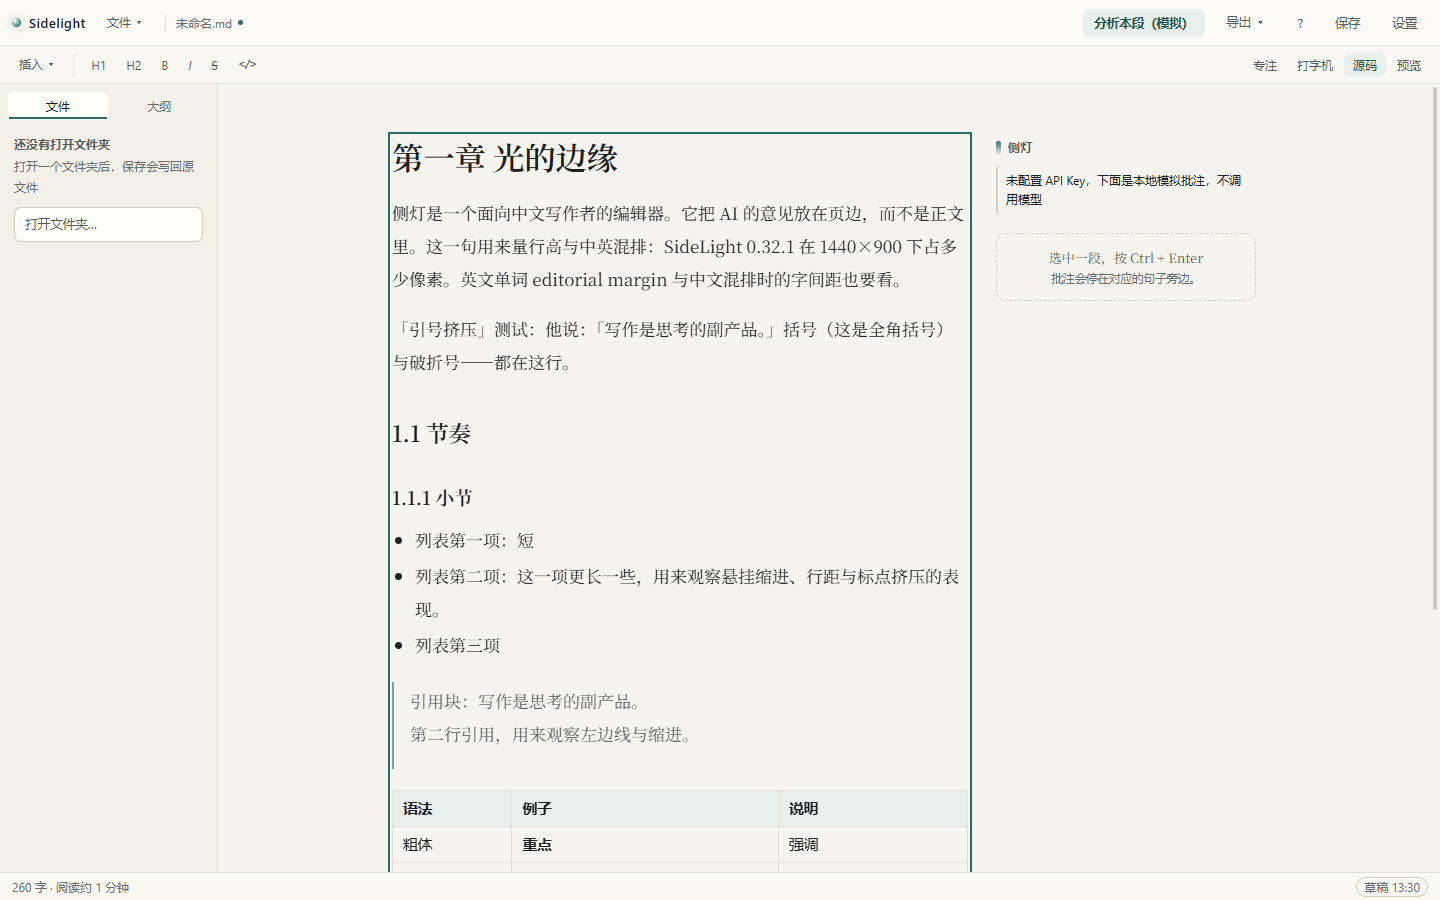 Sidelight 文件 未命名.md 分析本段（模拟） 导出 ? 保存 设置
插入 H1 H2 B I S </> 专注 打字机 源码 预览
文件 大纲
还没有打开文件夹
打开一个文件夹后，保存会写回原
文件
打开文件夹...
第一章 光的边缘
侧灯是一个面向中文写作者的编辑器。它把 AI 的意见放在页边，而不是正文
里。这一句用来量行高与中英混排：SideLight 0.32.1 在 1440×900 下占多
少像素。英文单词 editorial margin 与中文混排时的字间距也要看。
「引号挤压」测试：他说：「写作是思考的副产品。」括号（这是全角括号）
与破折号——都在这行。
1.1 节奏
1.1.1 小节
列表第一项：短
列表第二项：这一项更长一些，用来观察悬挂缩进、行距与标点挤压的表
现。
列表第三项
引用块：写作是思考的副产品。
第二行引用，用来观察左边线与缩进。
语法 例子 说明
粗体 重点 强调
侧灯
未配置 API Key，下面是本地模拟批注，不调
用模型
选中一段，按 Ctrl + Enter
批注会停在对应的句子旁边。
260 字 · 阅读约 1 分钟 草稿 13:30